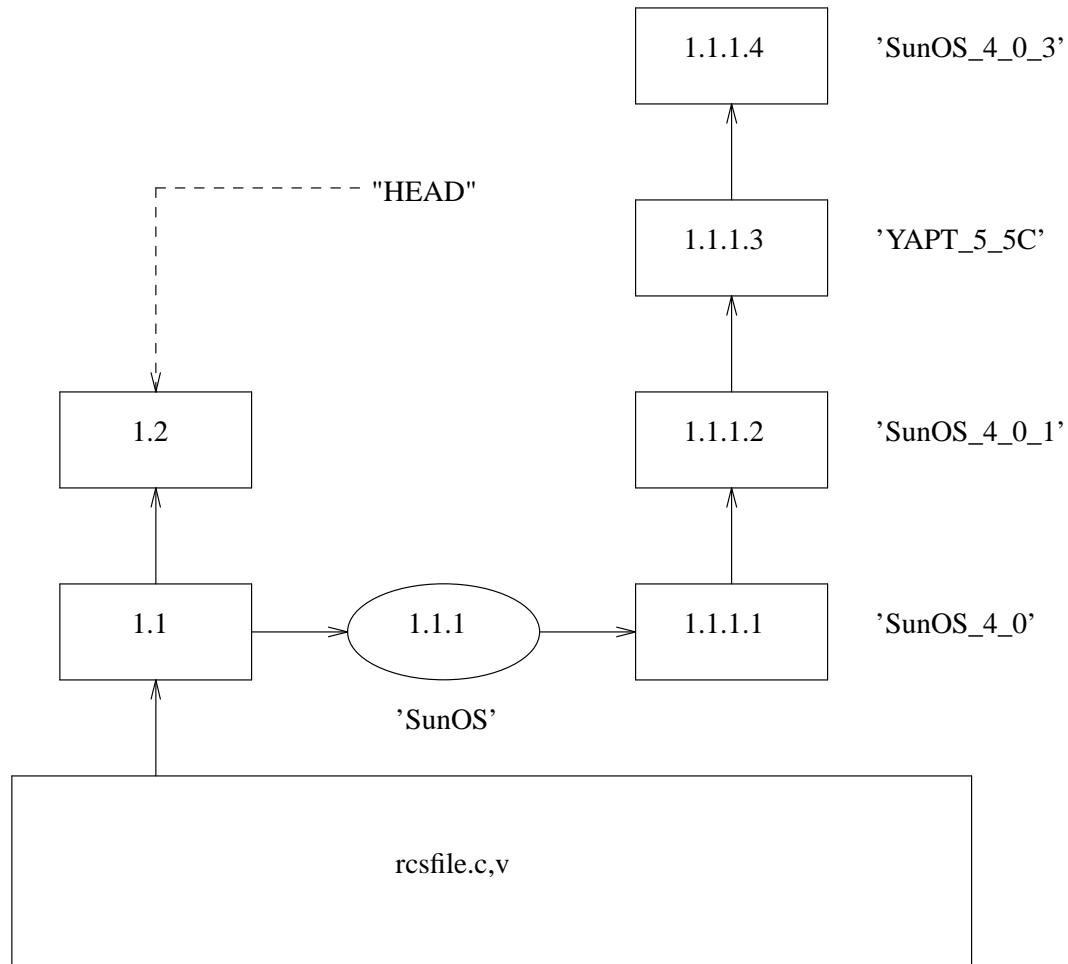 1.1.1.4 ’SunOS_4_0_3’
"HEAD"
1.1.1.3 ’YAPT_5_5C’
1.2 1.1.1.2 ’SunOS_4_0_1’
1.1 1.1.1 1.1.1.1 ’SunOS_4_0’
’SunOS’
rcsfile.c,v